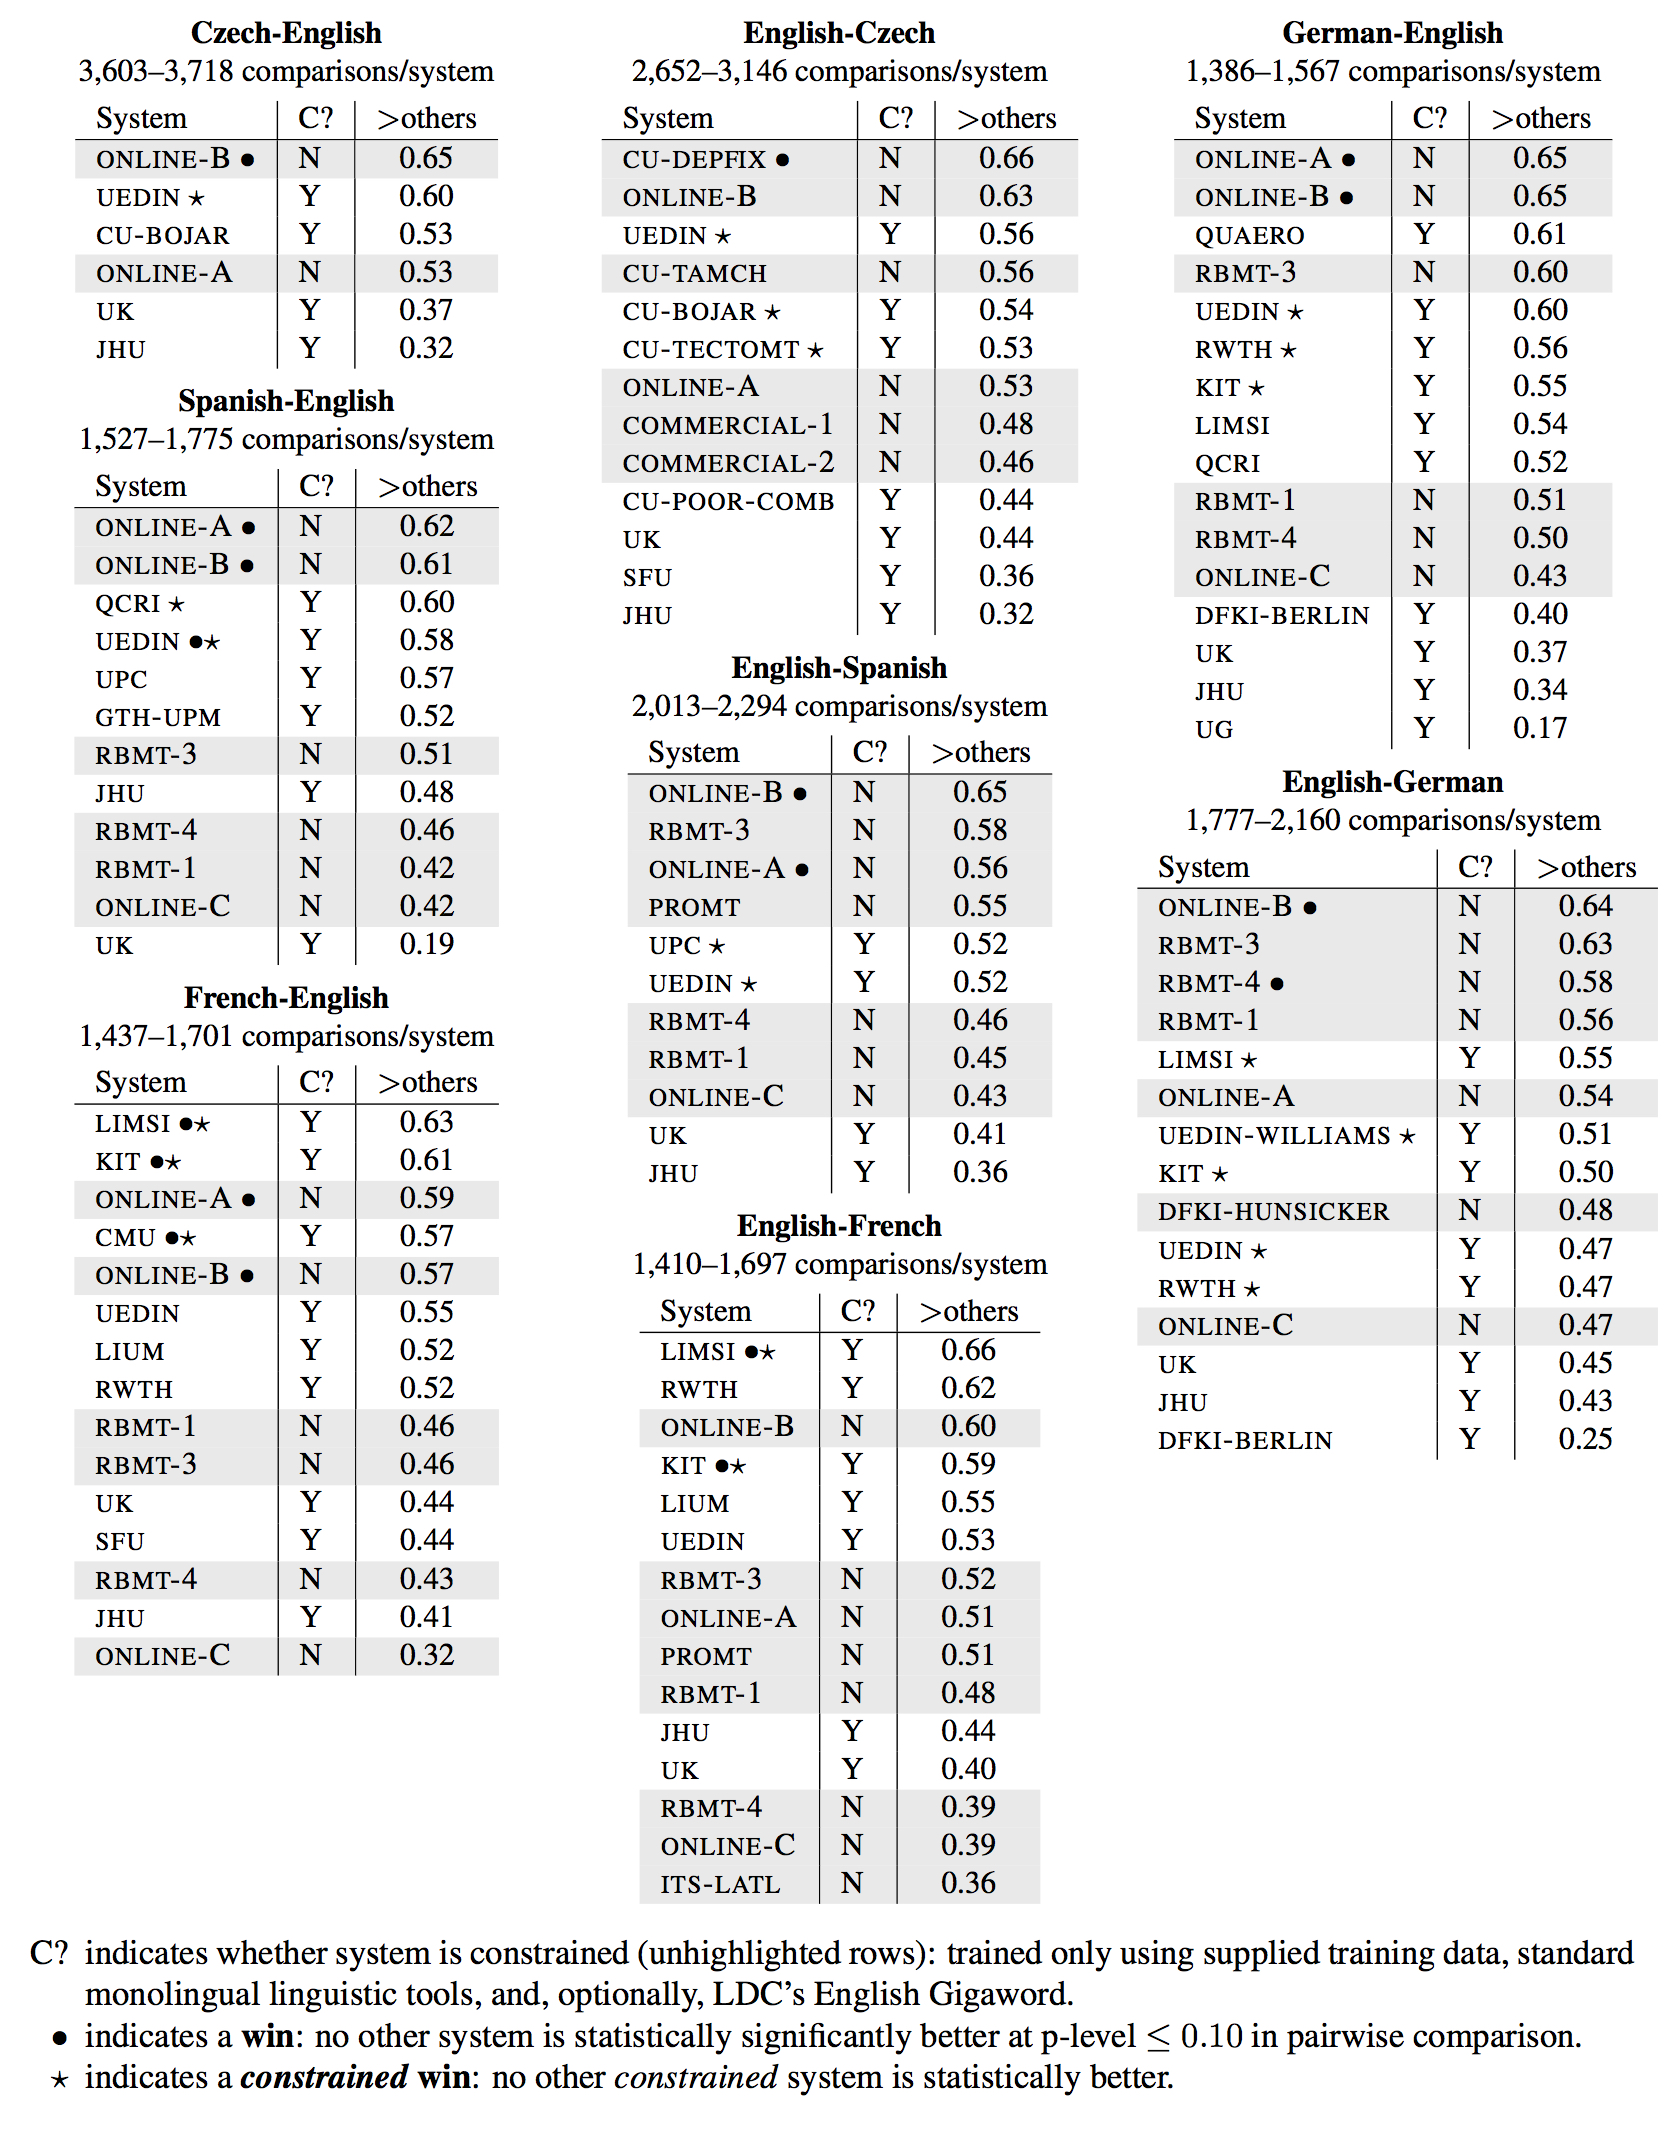 Czech-English
3,603–3,718 comparisons/system
System C? >others
ONLINE-B ● N 0.65
UEDIN ⋆ Y 0.60
CU-BOJAR Y 0.53
ONLINE-A N 0.53
UK Y 0.37
JHU Y 0.32
Spanish-English
1,527–1,775 comparisons/system
System C? >others
ONLINE-A ● N 0.62
ONLINE-B ● N 0.61
QCRI ⋆ Y 0.60
UEDIN ●⋆ Y 0.58
UPC Y 0.57
GTH-UPM Y 0.52
RBMT-3 N 0.51
JHU Y 0.48
RBMT-4 N 0.46
RBMT-1 N 0.42
ONLINE-C N 0.42
UK Y 0.19
French-English
1,437–1,701 comparisons/system
System C? >others
LIMSI ●⋆ Y 0.63
KIT ●⋆ Y 0.61
ONLINE-A ● N 0.59
CMU ●⋆ Y 0.57
ONLINE-B ● N 0.57
UEDIN Y 0.55
LIUM Y 0.52
RWTH Y 0.52
RBMT-1 N 0.46
RBMT-3 N 0.46
UK Y 0.44
SFU Y 0.44
RBMT-4 N 0.43
JHU Y 0.41
ONLINE-C N 0.32
English-Czech
2,652–3,146 comparisons/system
System C? >others
CU-DEPFIX ● N 0.66
ONLINE-B N 0.63
UEDIN ⋆ Y 0.56
CU-TAMCH N 0.56
CU-BOJAR ⋆ Y 0.54
CU-TECTOMT ⋆ Y 0.53
ONLINE-A N 0.53
COMMERCIAL-1 N 0.48
COMMERCIAL-2 N 0.46
CU-POOR-COMB Y 0.44
UK Y 0.44
SFU Y 0.36
JHU Y 0.32
English-Spanish
2,013–2,294 comparisons/system
System C? >others
ONLINE-B ● N 0.65
RBMT-3 N 0.58
ONLINE-A ● N 0.56
PROMT N 0.55
UPC ⋆ Y 0.52
UEDIN ⋆ Y 0.52
RBMT-4 N 0.46
RBMT-1 N 0.45
ONLINE-C N 0.43
UK Y 0.41
JHU Y 0.36
English-French
1,410–1,697 comparisons/system
System C? >others
LIMSI ●⋆ Y 0.66
RWTH Y 0.62
ONLINE-B N 0.60
KIT ●⋆ Y 0.59
LIUM Y 0.55
UEDIN Y 0.53
RBMT-3 N 0.52
ONLINE-A N 0.51
PROMT N 0.51
RBMT-1 N 0.48
JHU Y 0.44
UK Y 0.40
RBMT-4 N 0.39
ONLINE-C N 0.39
ITS-LATL N 0.36
German-English
1,386–1,567 comparisons/system
System C? >others
ONLINE-A ● N 0.65
ONLINE-B ● N 0.65
QUAERO Y 0.61
RBMT-3 N 0.60
UEDIN ⋆ Y 0.60
RWTH ⋆ Y 0.56
KIT ⋆ Y 0.55
LIMSI Y 0.54
QCRI Y 0.52
RBMT-1 N 0.51
RBMT-4 N 0.50
ONLINE-C N 0.43
DFKI-BERLIN Y 0.40
UK Y 0.37
JHU Y 0.34
UG Y 0.17
English-German
1,777–2,160 comparisons/system
System C? >others
ONLINE-B ● N 0.64
RBMT-3 N 0.63
RBMT-4 ● N 0.58
RBMT-1 N 0.56
LIMSI ⋆ Y 0.55
ONLINE-A N 0.54
UEDIN-WILLIAMS ⋆ Y 0.51
KIT ⋆ Y 0.50
DFKI-HUNSICKER N 0.48
UEDIN ⋆ Y 0.47
RWTH ⋆ Y 0.47
ONLINE-C N 0.47
UK Y 0.45
JHU Y 0.43
DFKI-BERLIN Y 0.25
C? indicates whether system is constrained (unhighlighted rows): trained only using supplied training data, standard
monolingual linguistic tools, and, optionally, LDC's English Gigaword.
● indicates a win: no other system is statistically significantly better at p-level ≤ 0.10 in pairwise comparison.
⋆ indicates a constrained win: no other constrained system is statistically better.